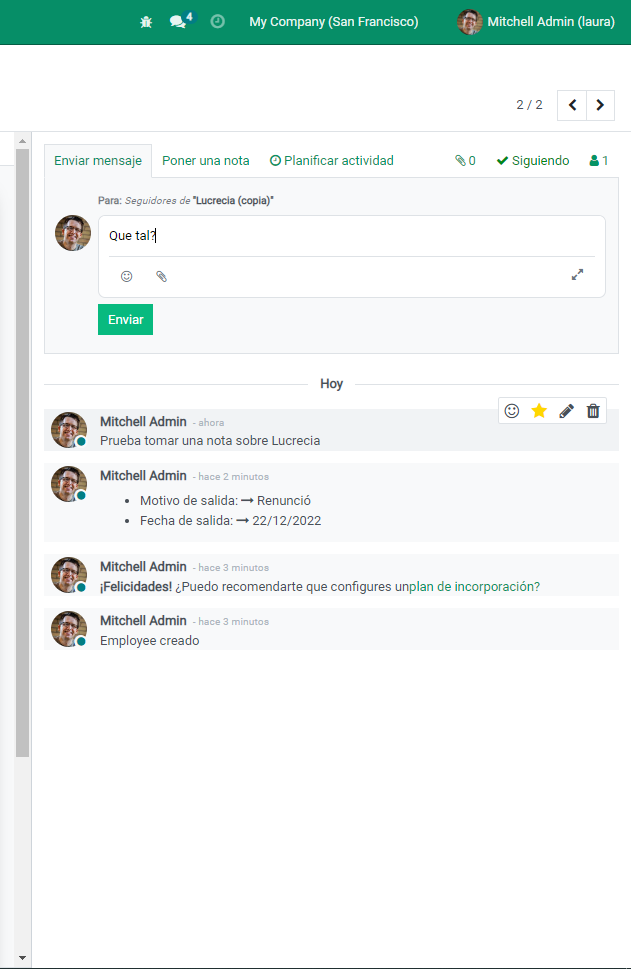 4 My Company (San Francisco) Mitchell Admin (laura)
2 / 2
Enviar mensaje Poner una nota Planificar actividad 0 Siguiendo 1
Para: Seguidores de "Lucrecia (copia)"
Que tal?
Enviar
Hoy
Mitchell Admin - ahora
Prueba tomar una nota sobre Lucrecia
Mitchell Admin - hace 2 minutos
• Motivo de salida: → Renunció
• Fecha de salida: → 22/12/2022
Mitchell Admin - hace 3 minutos
¡Felicidades! ¿Puedo recomendarte que configures unplan de incorporación?
Mitchell Admin - hace 3 minutos
Employee creado